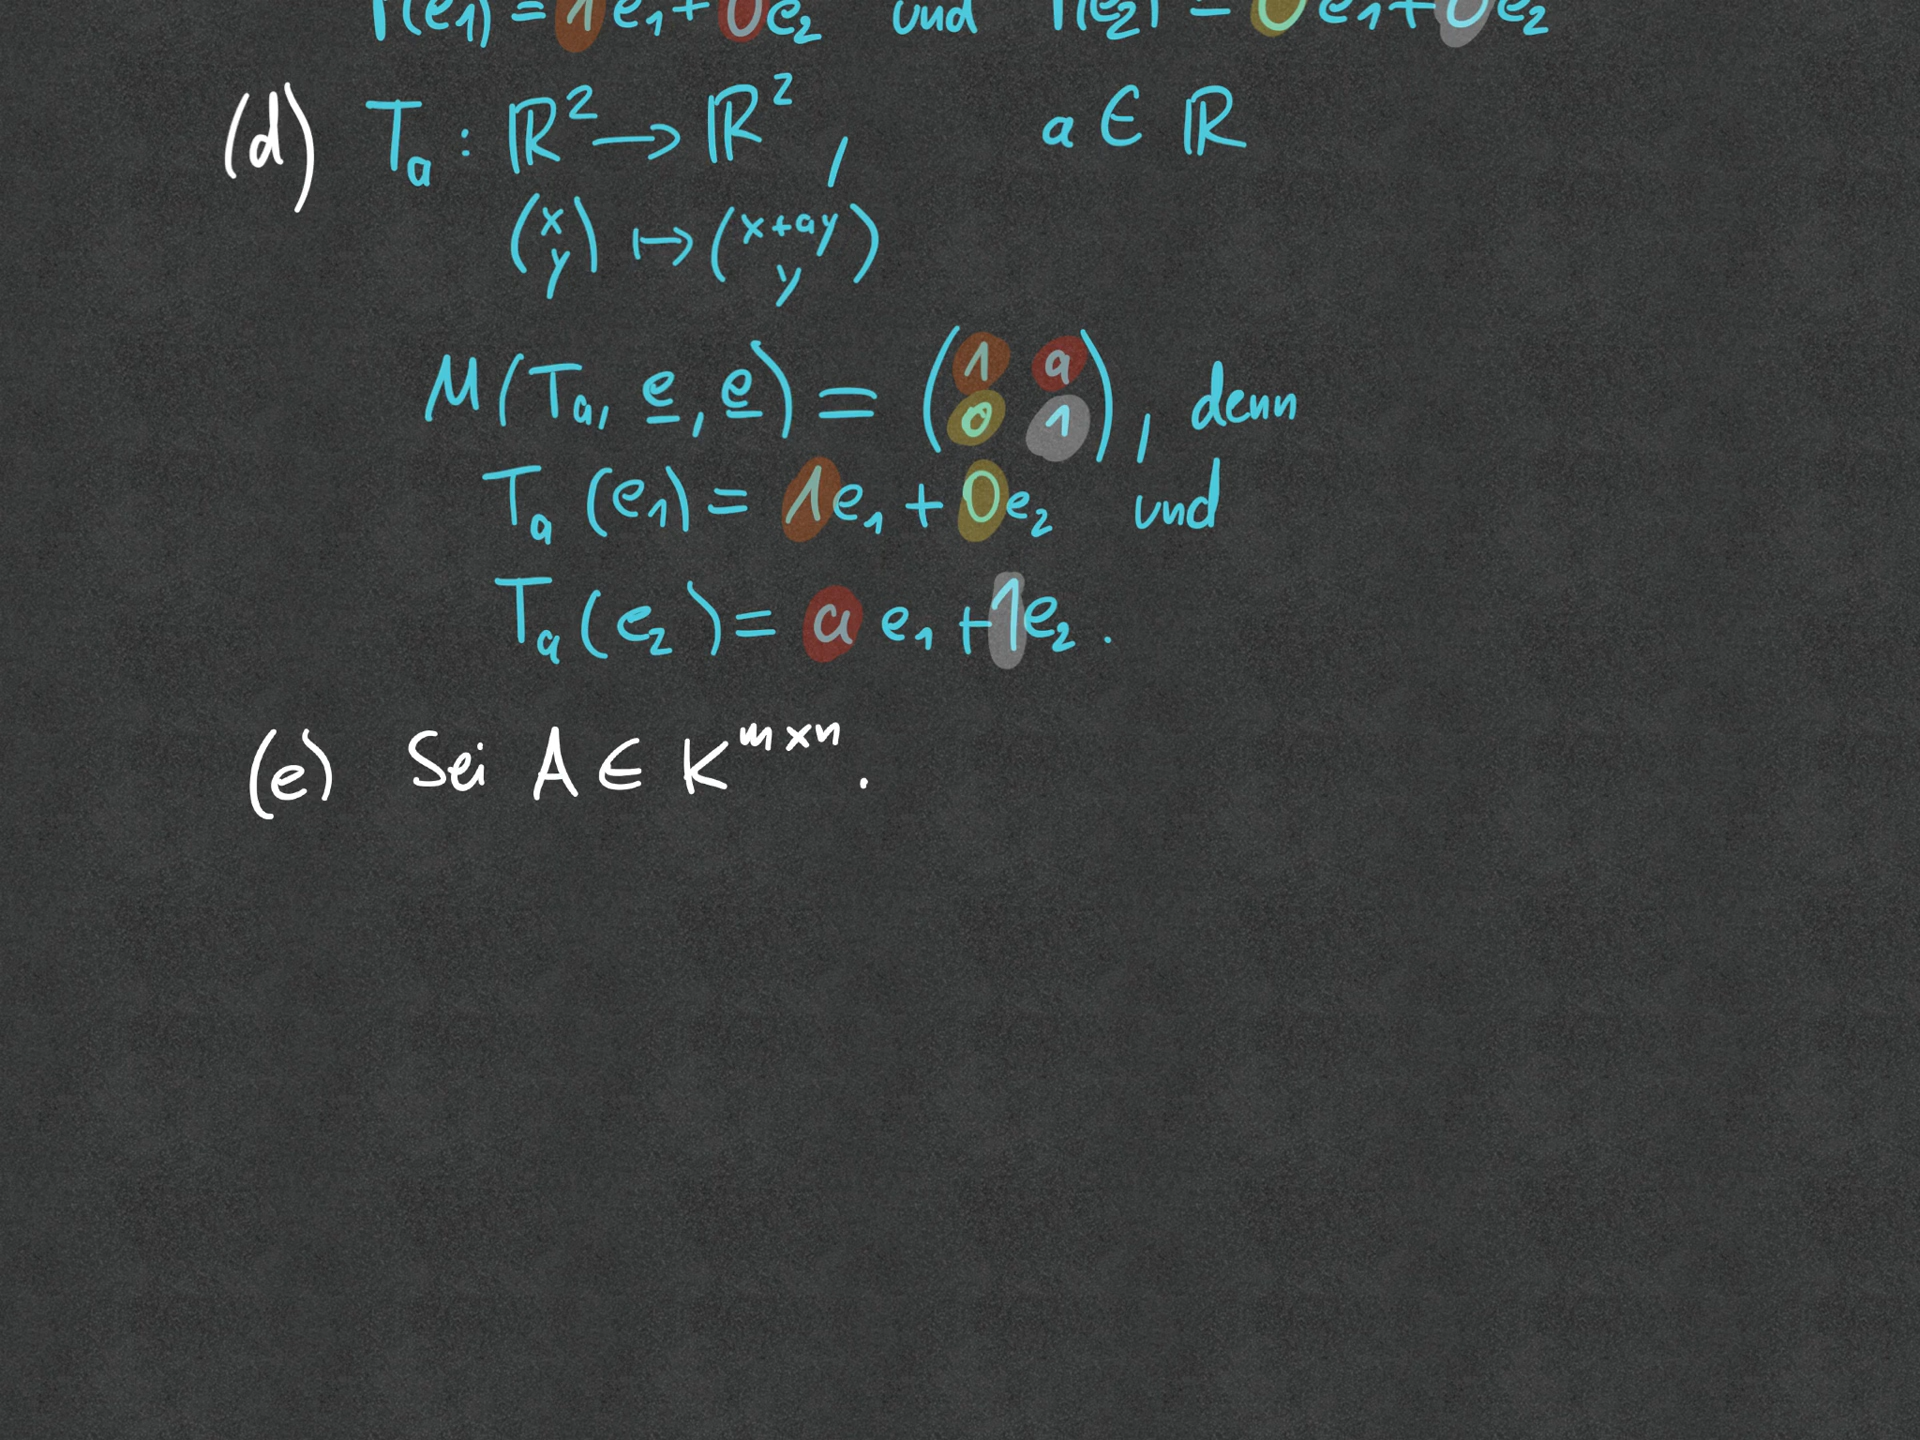 P(e₁) = 1e₁ + 0e₂ und P(e₂) = 0e₁ + 0e₂
(d) Tₐ : ℝ² → ℝ², a ∈ ℝ
(x y) ↦ (x+ay y)
M(Tₐ, e̲, e̲) = (1 a 0 1), denn
Tₐ(e₁) = 1e₁ + 0e₂ und
Tₐ(e₂) = a e₁ + 1e₂.
(e) Sei A ∈ K^{m×n}.